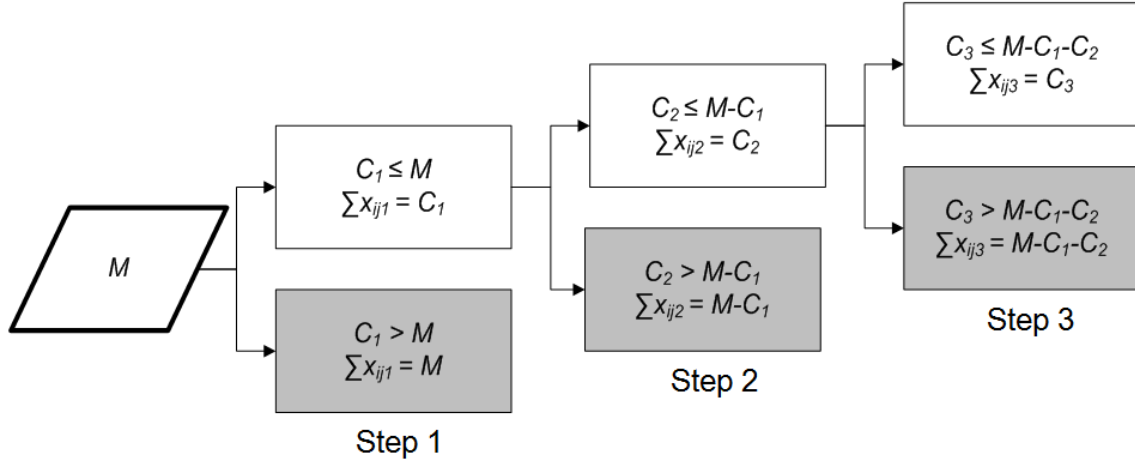 M
C₁ ≤ M
∑xᵢⱼ₁ = C₁
C₁ > M
∑xᵢⱼ₁ = M
Step 1
C₂ ≤ M-C₁
∑xᵢⱼ₂ = C₂
C₂ > M-C₁
∑xᵢⱼ₂ = M-C₁
Step 2
C₃ ≤ M-C₁-C₂
∑xᵢⱼ₃ = C₃
C₃ > M-C₁-C₂
∑xᵢⱼ₃ = M-C₁-C₂
Step 3